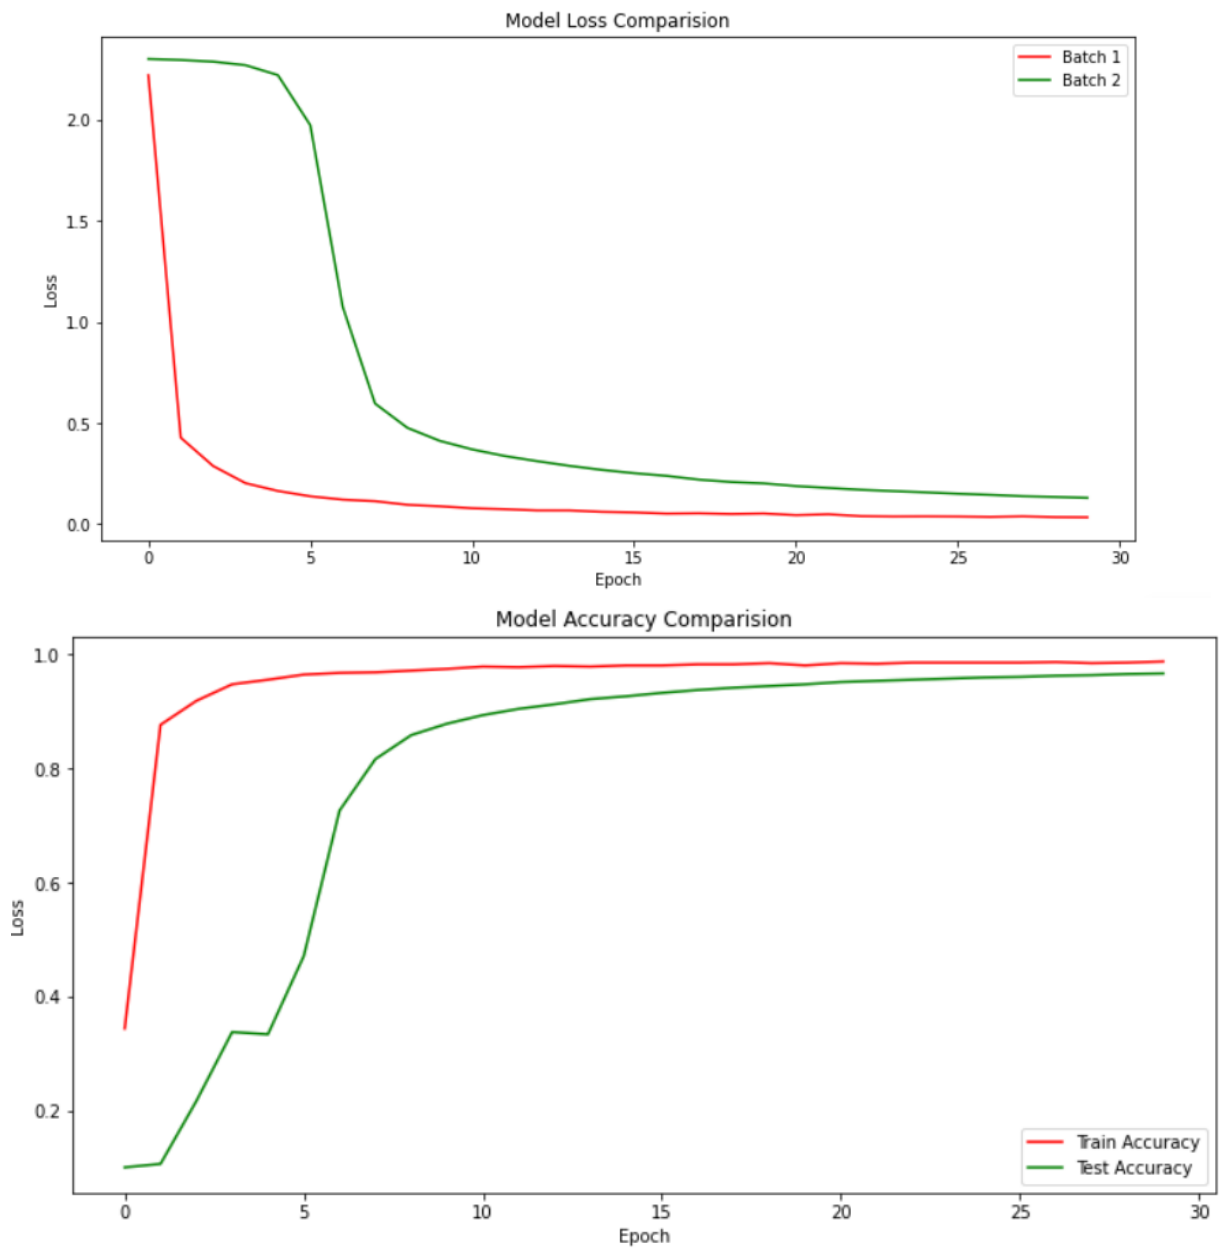 Model Loss Comparision
Batch 1
Batch 2
2.0
1.5
1.0
0.5
0.0
Loss
0 5 10 15 20 25 30
Epoch
Model Accuracy Comparision
1.0
0.8
0.6
0.4
0.2
Loss
Train Accuracy
Test Accuracy
0 5 10 15 20 25 30
Epoch